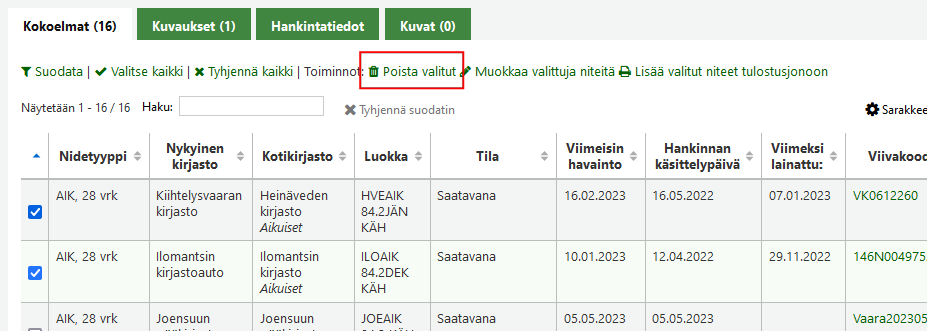 Kokoelmat (16) Kuvaukset (1) Hankintatiedot Kuvat (0)
Suodata | Valitse kaikki | Tyhjennä kaikki | Toiminnot: Poista valitut Muokkaa valittuja niteitä Lisää valitut niteet tulostusjonoon
Näytetään 1 - 16 / 16 Haku: Tyhjennä suodatin Sarakkee
Nidetyyppi Nykyinen kirjasto Kotikirjasto Luokka Tila Viimeisin havainto Hankinnan käsittelypäivä Viimeksi lainattu: Viivakood
AIK, 28 vrk Kiihtelysvaaran Heinäveden HVEAIK Saatavana 16.02.2023 16.05.2022 07.01.2023 VK0612260
kirjasto kirjasto 84.2JÄN
Aikuiset KÄH
AIK, 28 vrk Ilomantsin Ilomantsin ILOAIK Saatavana 10.01.2023 12.04.2022 29.11.2022 146N004975
kirjastoauto kirjasto 84.2DEK
Aikuiset KÄH
AIK, 28 vrk Joensuun Joensuun JOEAIK Saatavana 05.05.2023 05.05.2023 Vaara202305